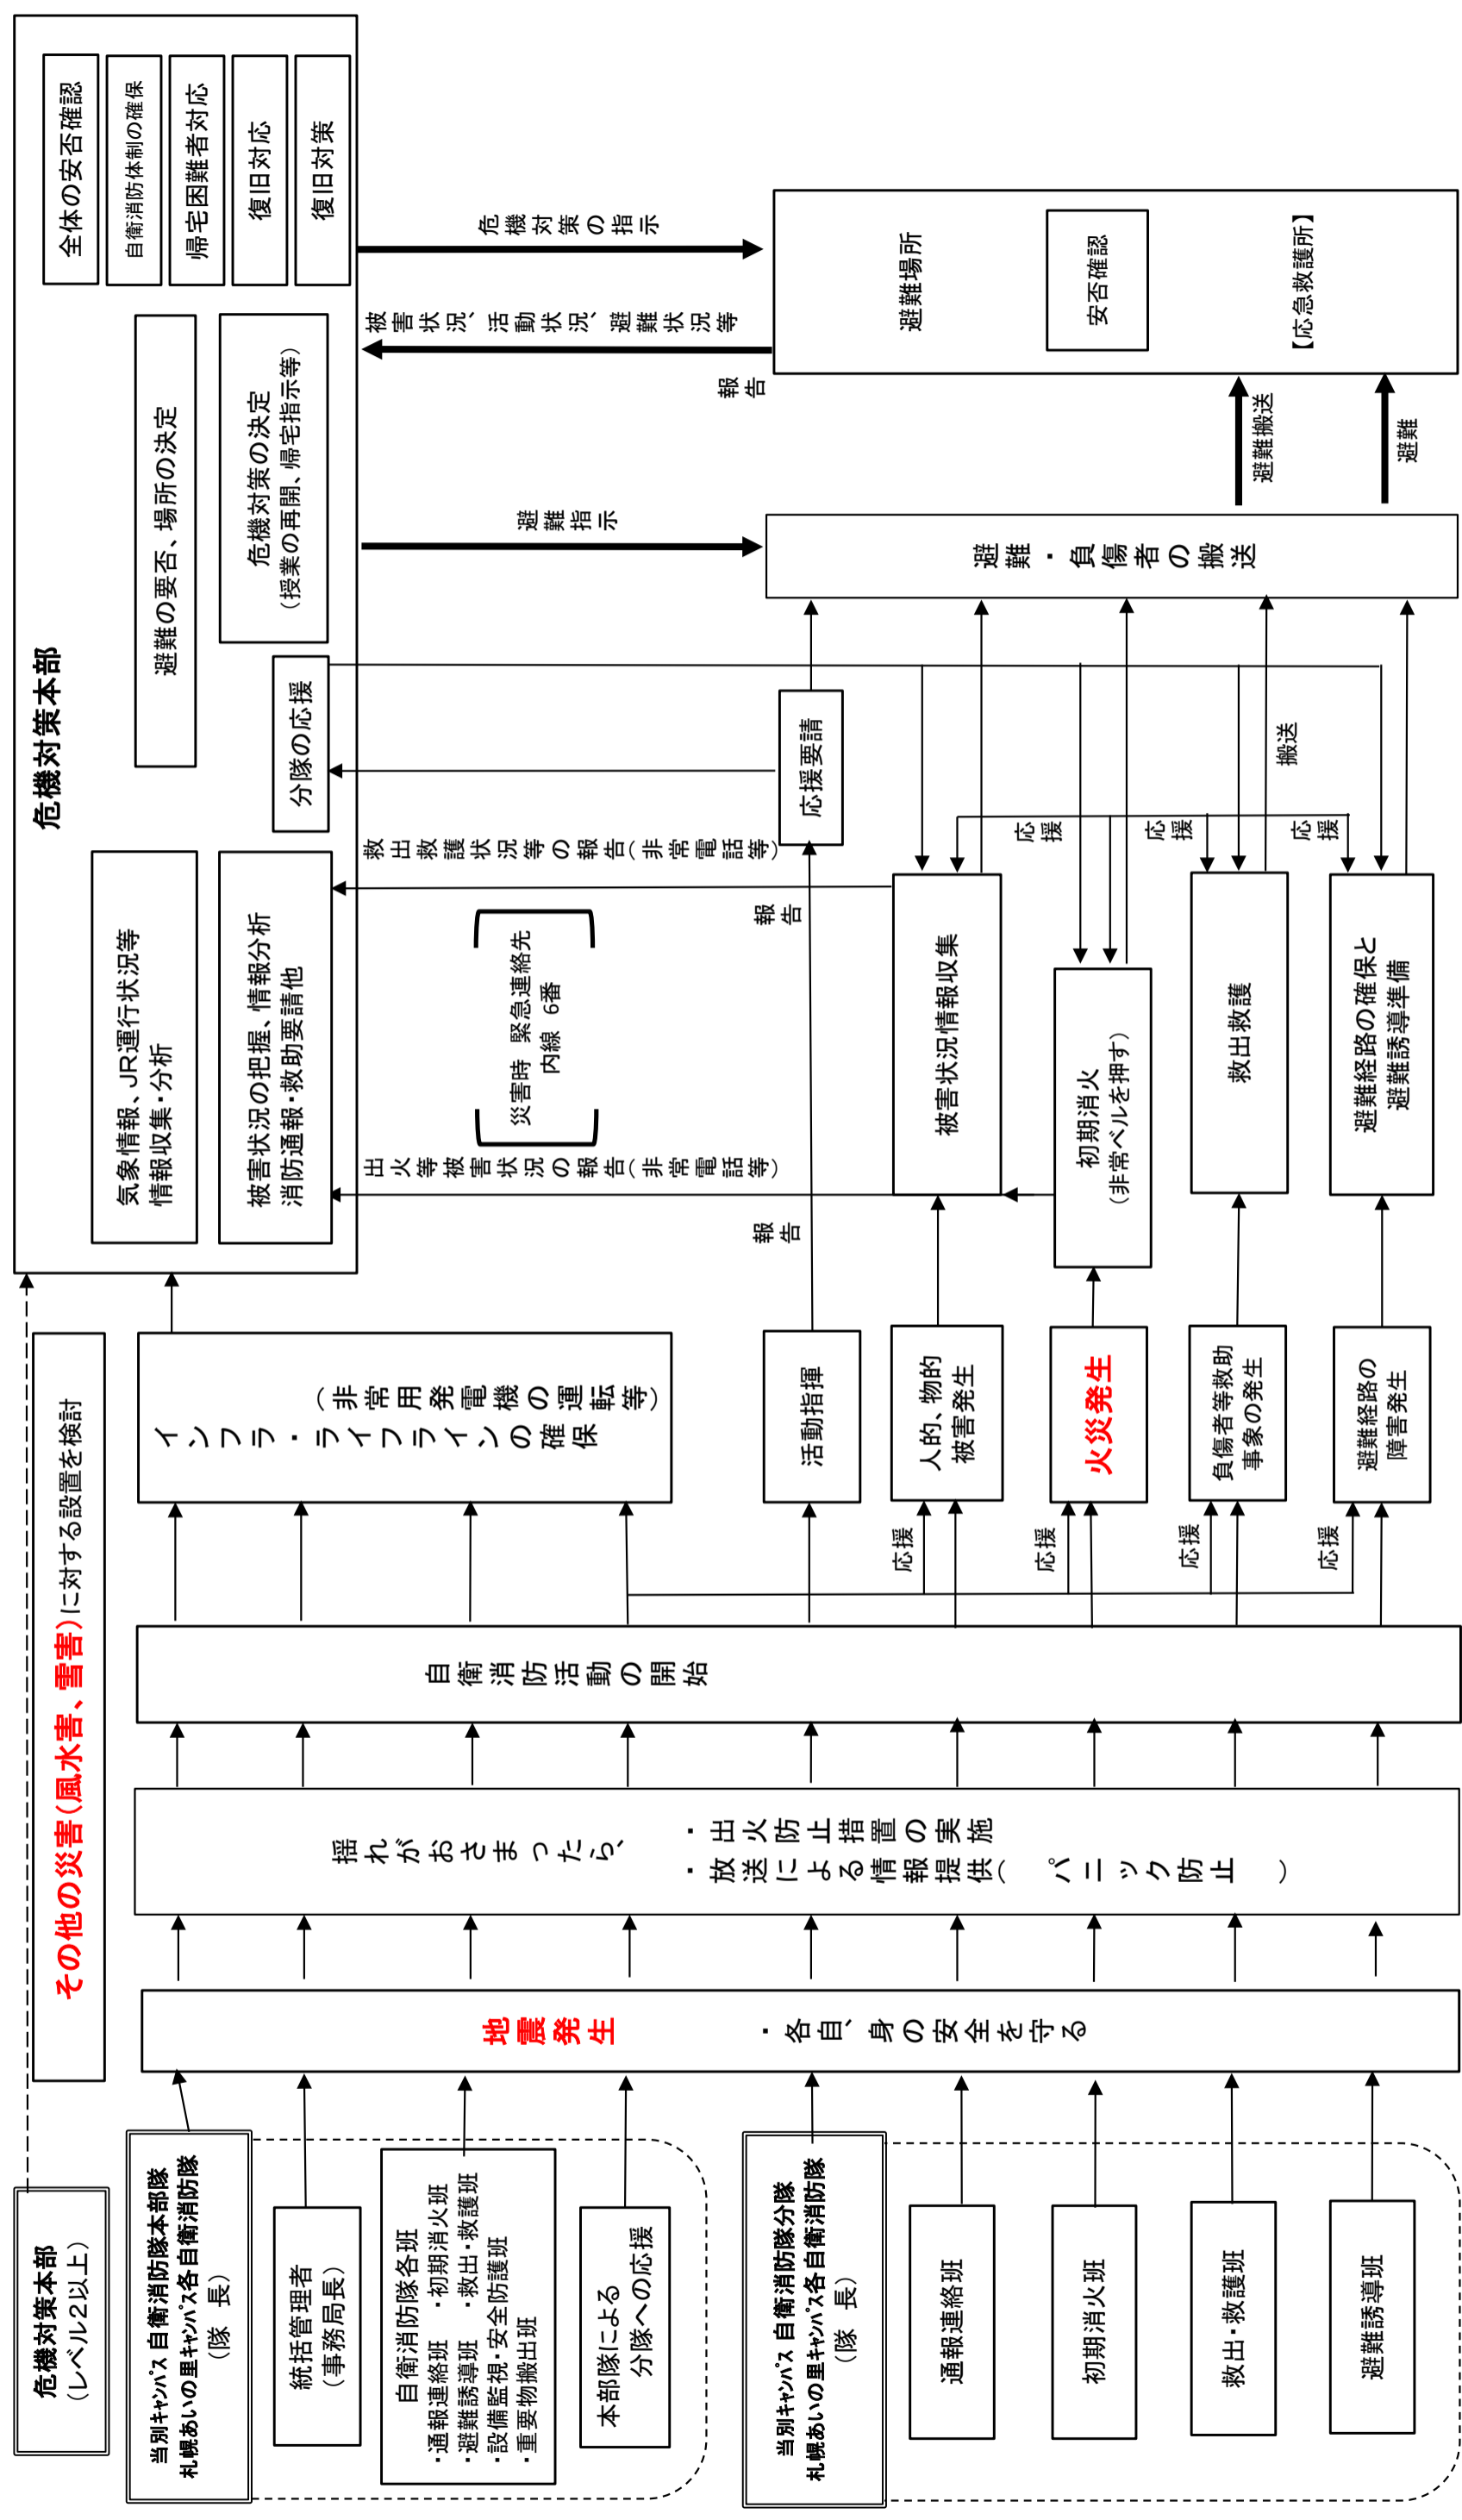 危機対策本部
（レベル２以上）
その他の災害（風水害、雪害）に対する設置を検討
危機対策本部
気象情報、JR運行状況等
情報収集・分析
被害状況の把握、情報分析
消防通報・救助要請他
避難の要否、場所の決定
危機対策の決定
（授業の再開、帰宅指示等）
分隊の応援
全体の安否確認
自衛消防体制の確保
帰宅困難者対応
復旧対応
復旧対策
当別ｷｬﾝﾊﾟｽ 自衛消防隊本部隊
札幌あいの里ｷｬﾝﾊﾟｽ各自衛消防隊
（隊　長）
統括管理者
（事務局長）
自衛消防隊各班
・通報連絡班　・初期消火班
・避難誘導班　・救出・救護班
・設備監視・安全防護班
・重要物搬出班
本部隊による
分隊への応援
当別ｷｬﾝﾊﾟｽ 自衛消防隊分隊
札幌あいの里ｷｬﾝﾊﾟｽ各自衛消防隊
（隊　長）
通報連絡班
初期消火班
救出・救護班
避難誘導班
地震発生
・各自、身の安全を守る
揺れがおさまったら、
・出火防止措置の実施
・放送による情報提供（　パニック防止　）
自衛消防活動の開始
（非常用発電機の運転等）
インフラ・ライフラインの確保
活動指揮
応援
人的、物的
被害発生
応援
火災発生
応援
負傷者等救助
事象の発生
応援
避難経路の
障害発生
出火等被害状況の報告（非常電話等）
災害時　緊急連絡先
内線　6番
救出救護状況等の報告（非常電話等）
報告
報告
応援要請
被害状況情報収集
初期消火
（非常ベルを押す）
救出救護
避難経路の確保と
避難誘導準備
応援
応援
応援
搬送
避難指示
避難・負傷者の搬送
被害状況、活動状況、避難状況等
報告
危機対策の指示
避難搬送
避難
避難場所
安否確認
【応急救護所】